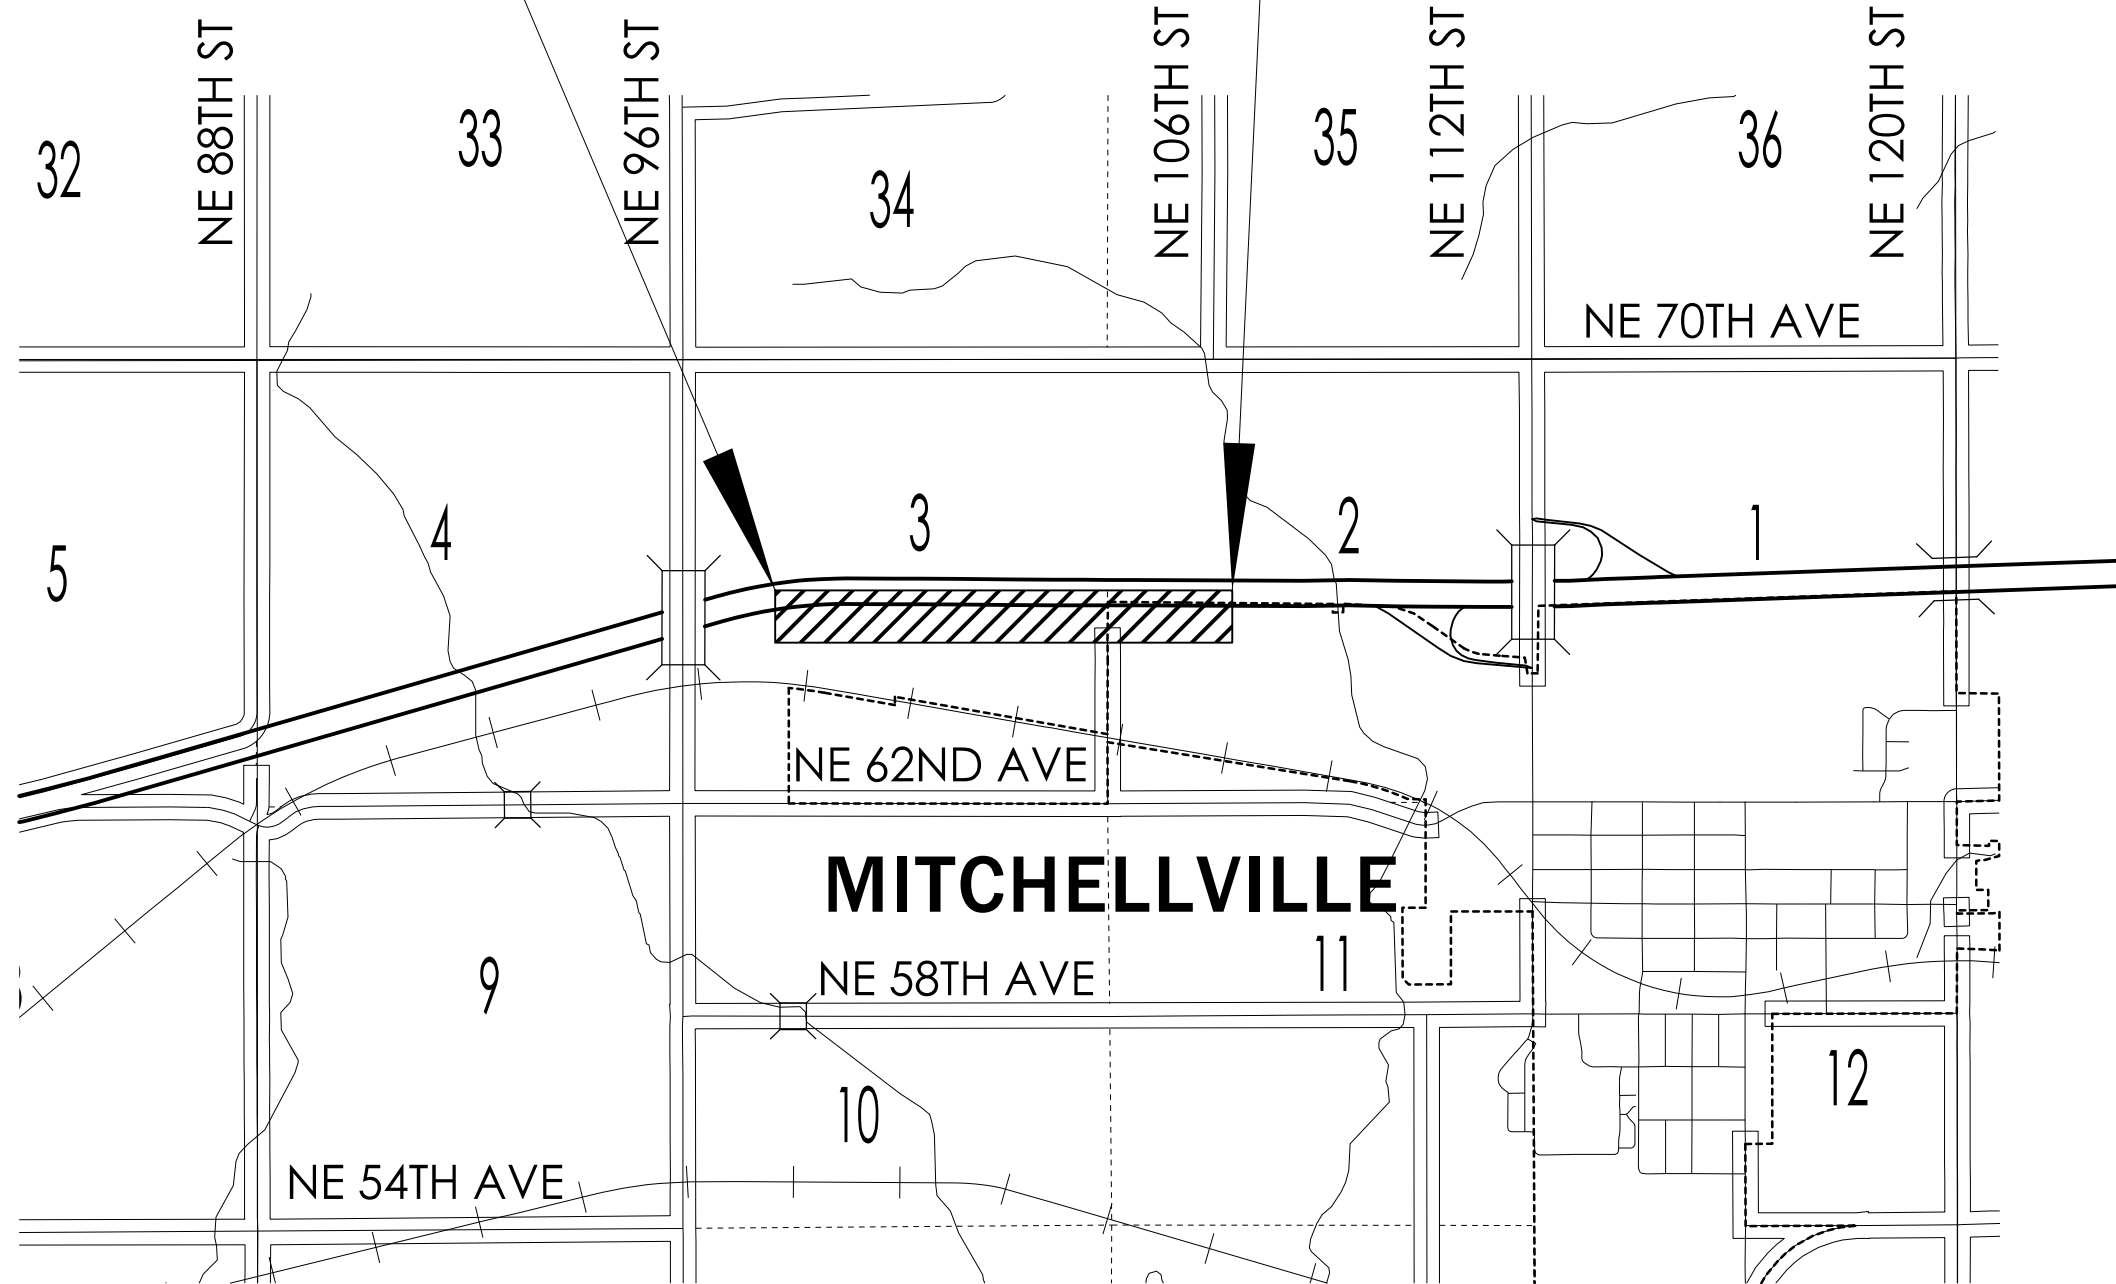 NE 88TH ST
NE 96TH ST
NE 106TH ST
NE 112TH ST
NE 120TH ST
32
33
34
35
36
NE 70TH AVE
5
4
3
2
1
NE 62ND AVE
MITCHELLVILLE
9
NE 58TH AVE
11
10
12
NE 54TH AVE